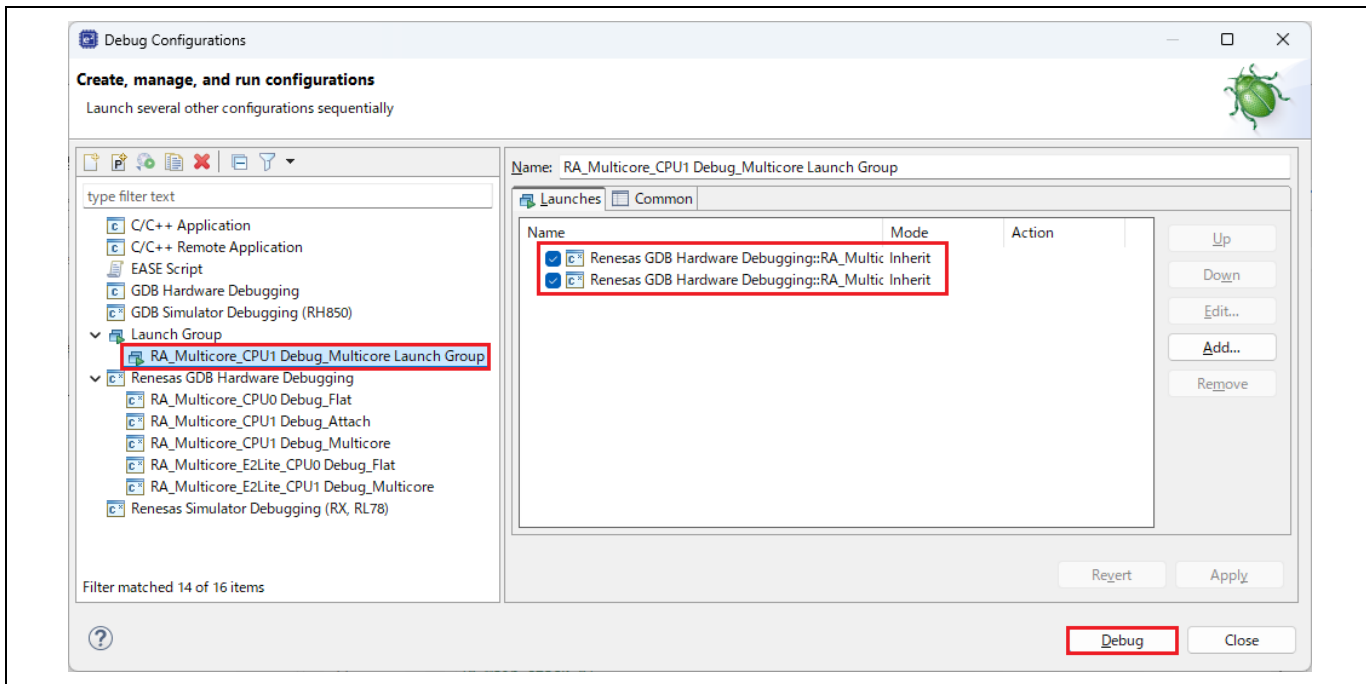 Debug Configurations
Create, manage, and run configurations
Launch several other configurations sequentially
type filter text
C/C++ Application
C/C++ Remote Application
EASE Script
GDB Hardware Debugging
GDB Simulator Debugging (RH850)
Launch Group
RA_Multicore_CPU1 Debug_Multicore Launch Group
Renesas GDB Hardware Debugging
RA_Multicore_CPU0 Debug_Flat
RA_Multicore_CPU1 Debug_Attach
RA_Multicore_CPU1 Debug_Multicore
RA_Multicore_E2Lite_CPU0 Debug_Flat
RA_Multicore_E2Lite_CPU1 Debug_Multicore
Renesas Simulator Debugging (RX, RL78)
Filter matched 14 of 16 items
Name: RA_Multicore_CPU1 Debug_Multicore Launch Group
Launches Common
Name Mode Action
Renesas GDB Hardware Debugging::RA_Multic Inherit
Renesas GDB Hardware Debugging::RA_Multic Inherit
Up
Down
Edit...
Add...
Remove
Revert Apply
Debug Close